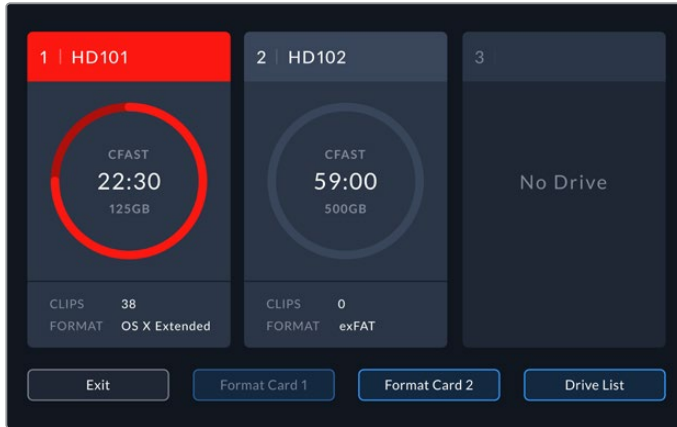 1 | HD101
CFAST
22:30
125GB
CLIPS 38
FORMAT OS X Extended
2 | HD102
CFAST
59:00
500GB
CLIPS 0
FORMAT exFAT
3
No Drive
Exit
Format Card 1
Format Card 2
Drive List